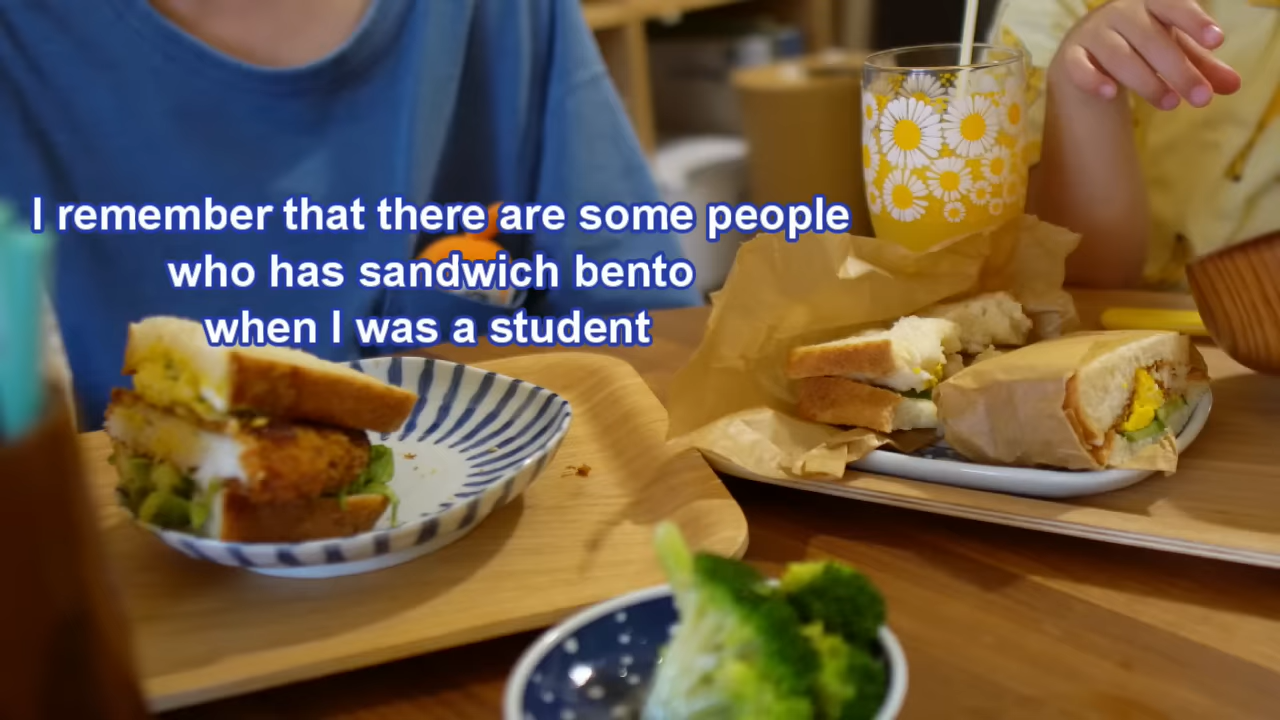 I remember that there are some people
who has sandwich bento
when I was a student